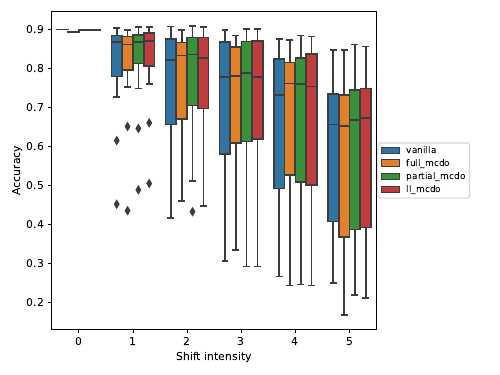 0.9
0.8
0.7
0.6
0.5
0.4
0.3
0.2
Accuracy
0 1 2 3 4 5
Shift intensity
vanilla
full_mcdo
partial_mcdo
ll_mcdo